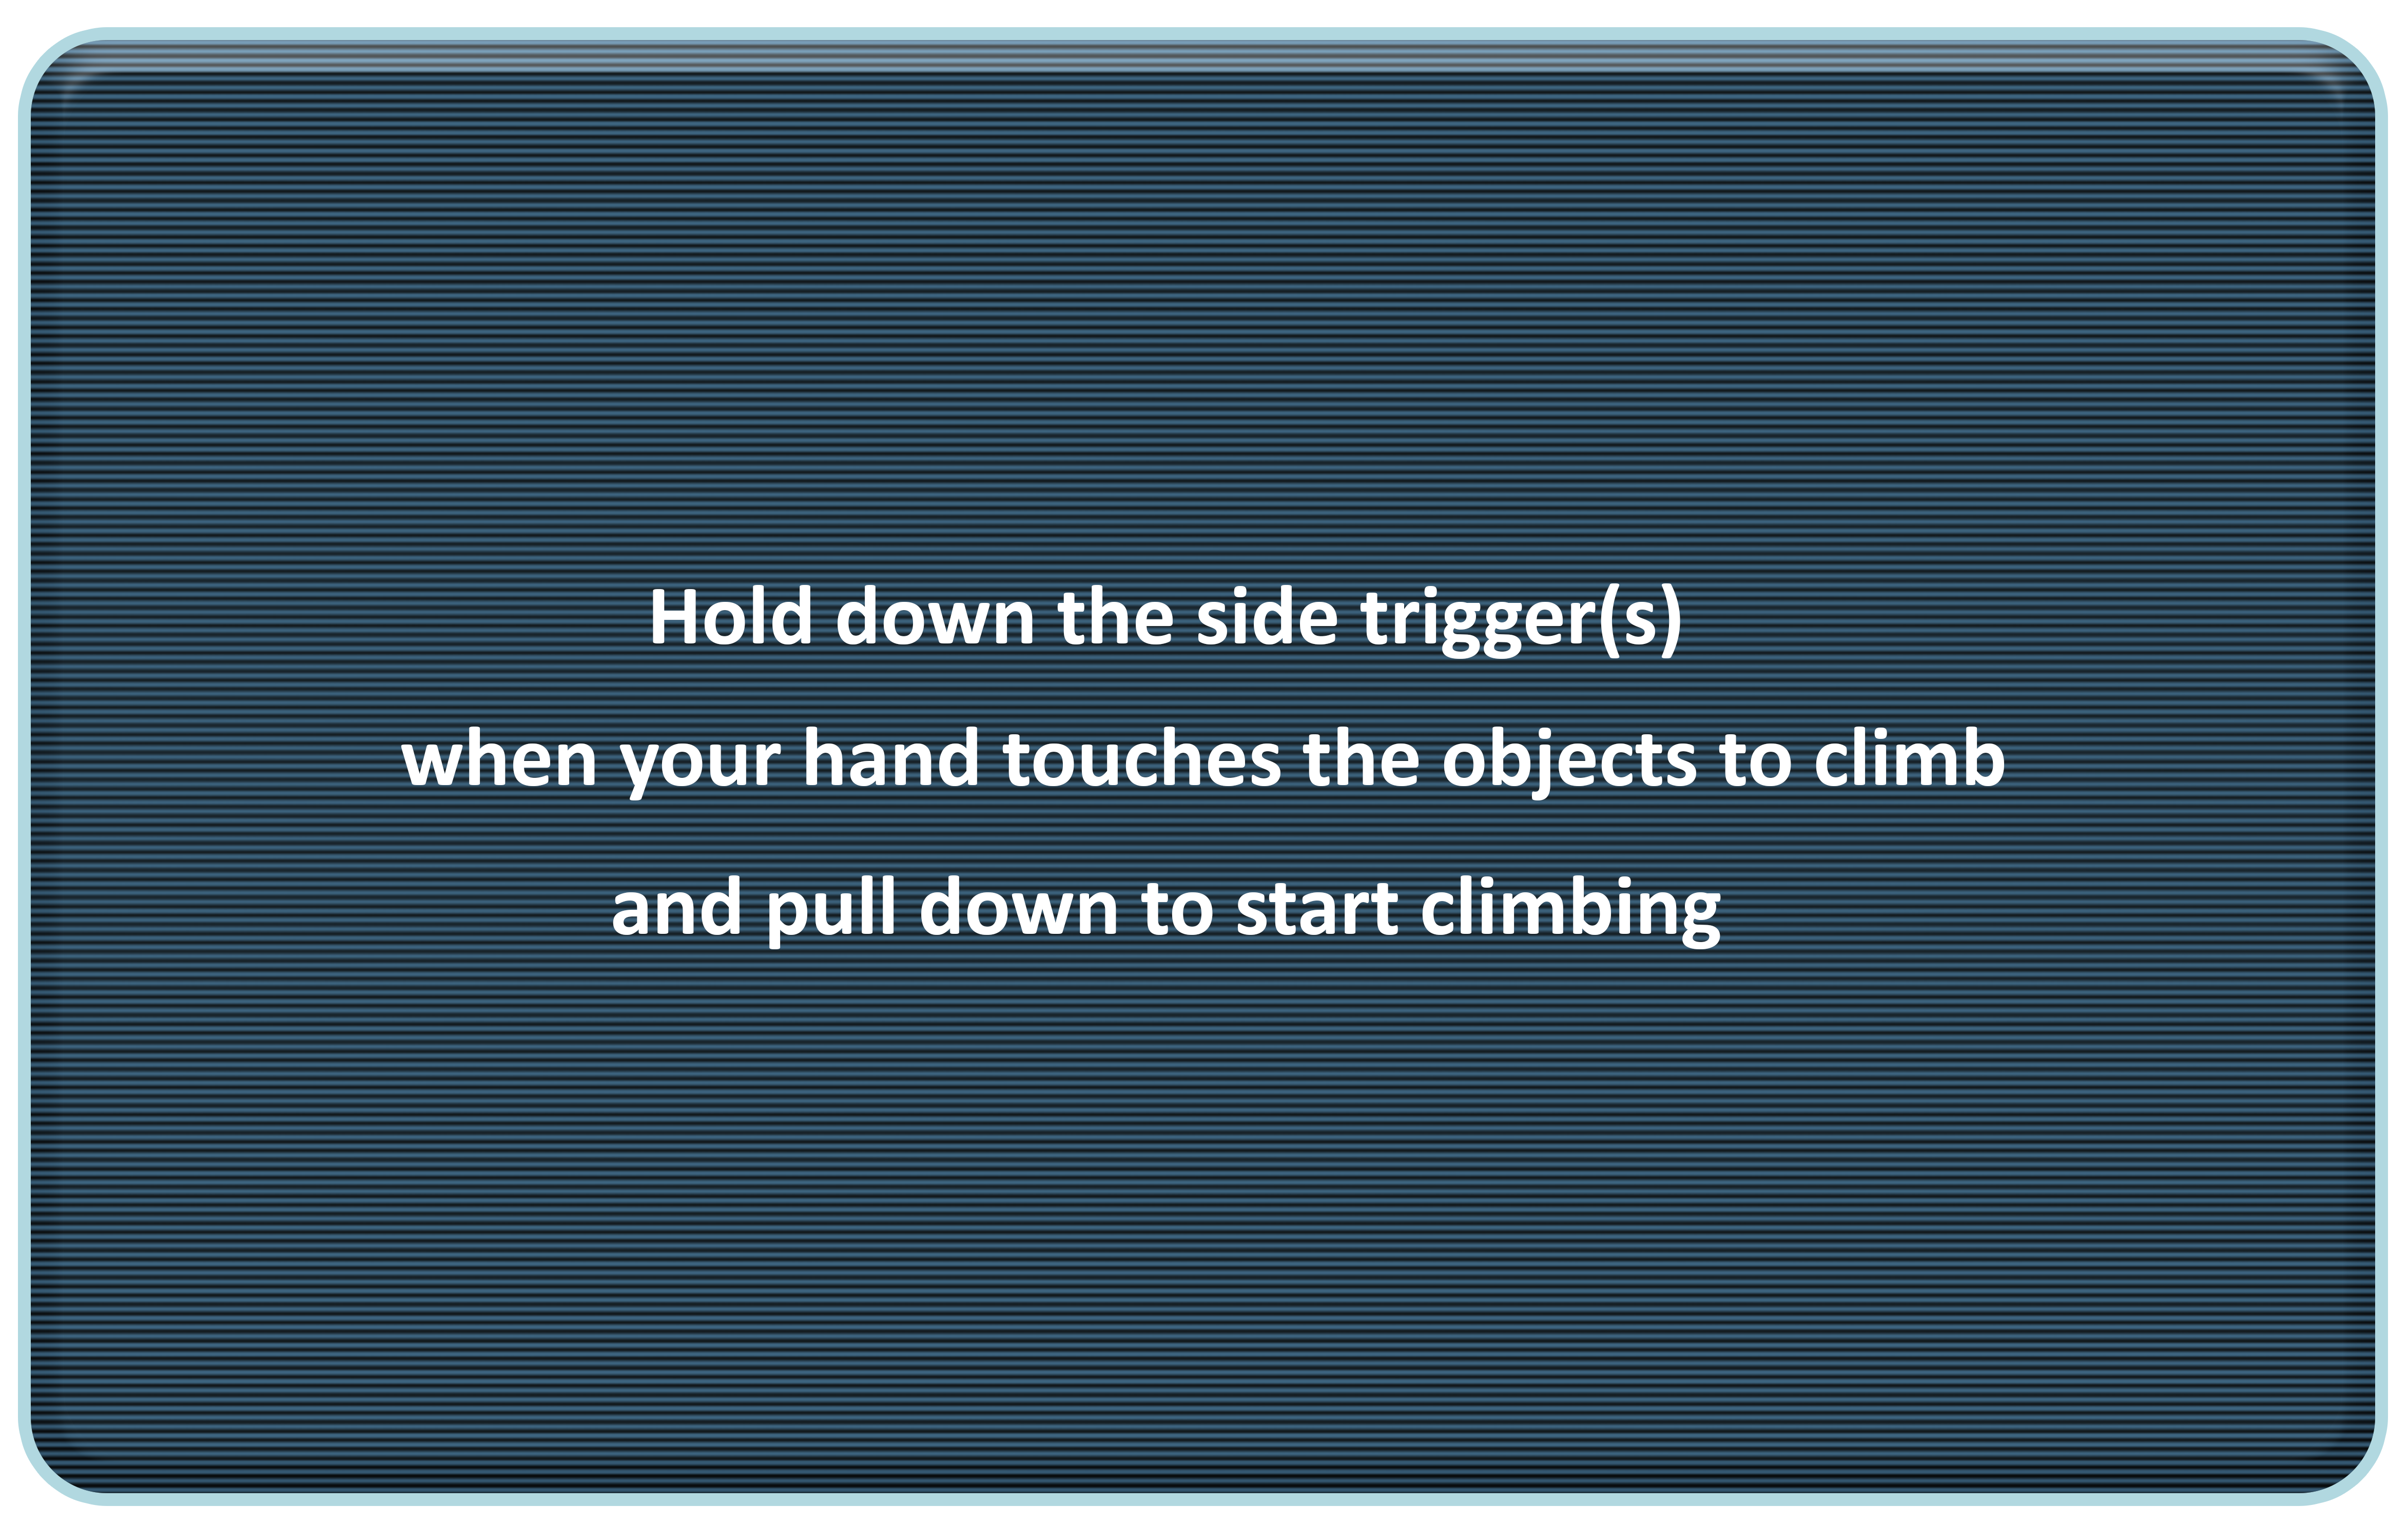 Hold down the side trigger(s)
when your hand touches the objects to climb
and pull down to start climbing